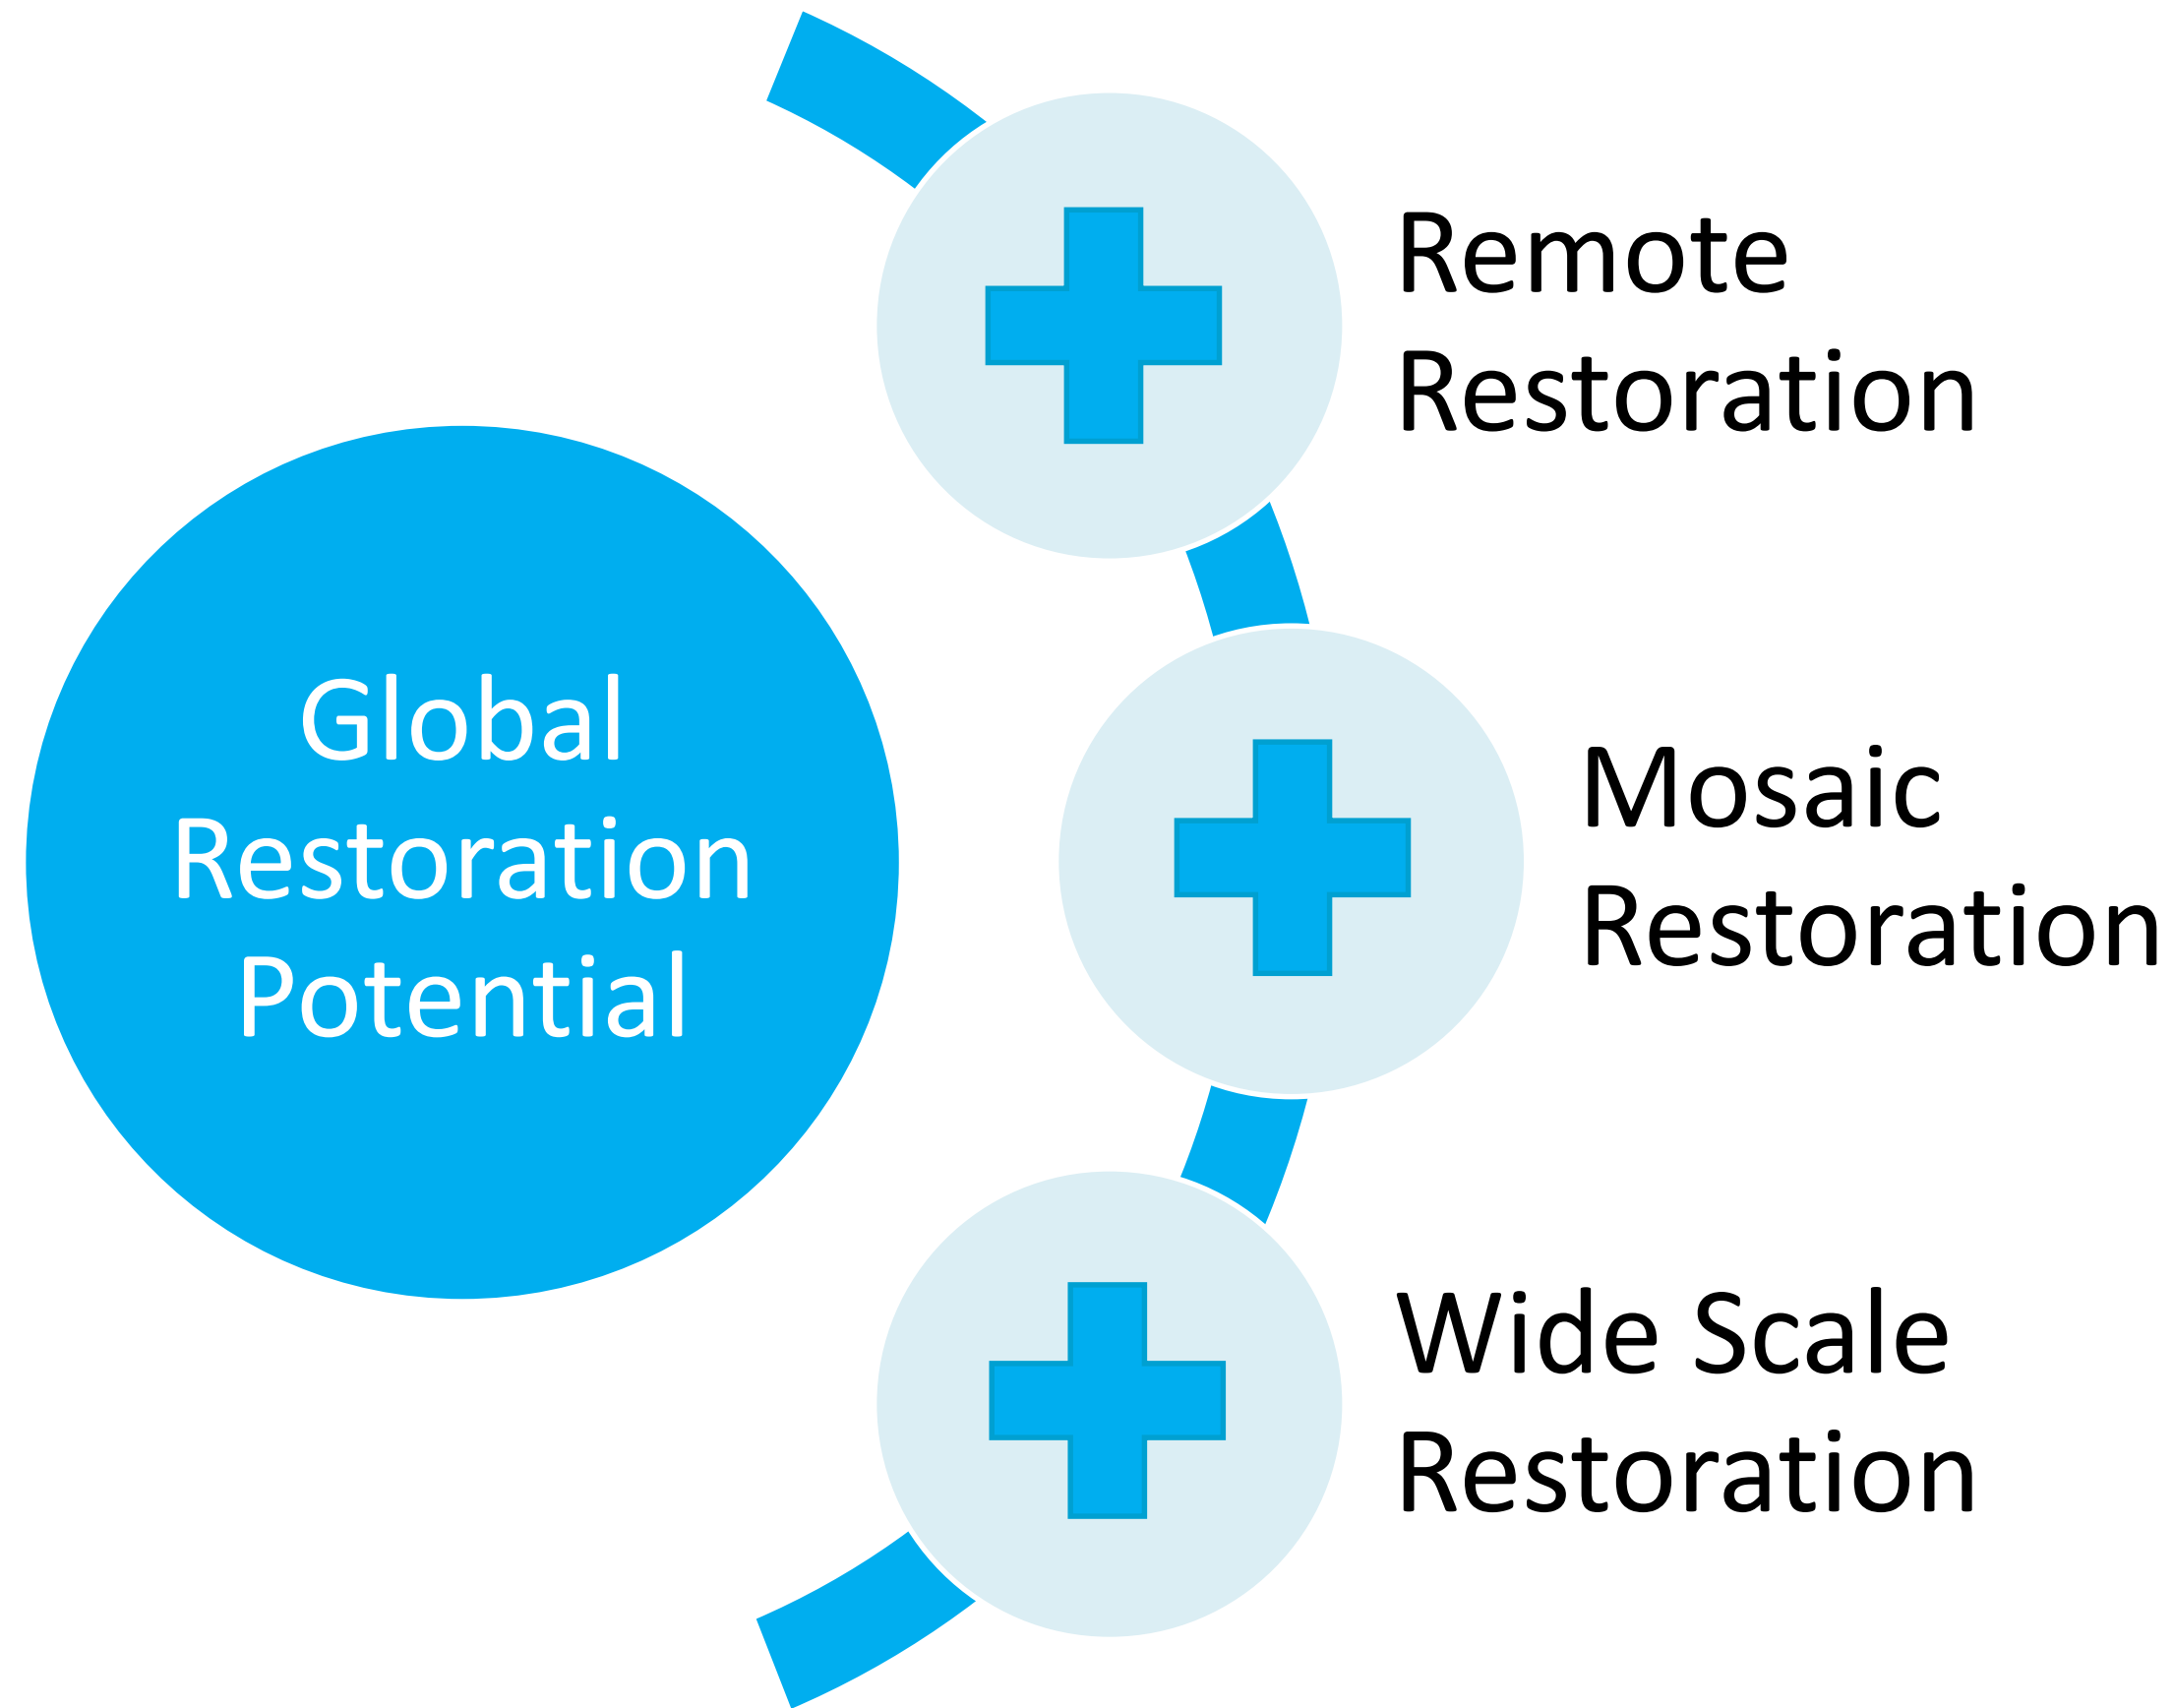 Global
Restoration
Potential
Remote
Restoration
Mosaic
Restoration
Wide Scale
Restoration